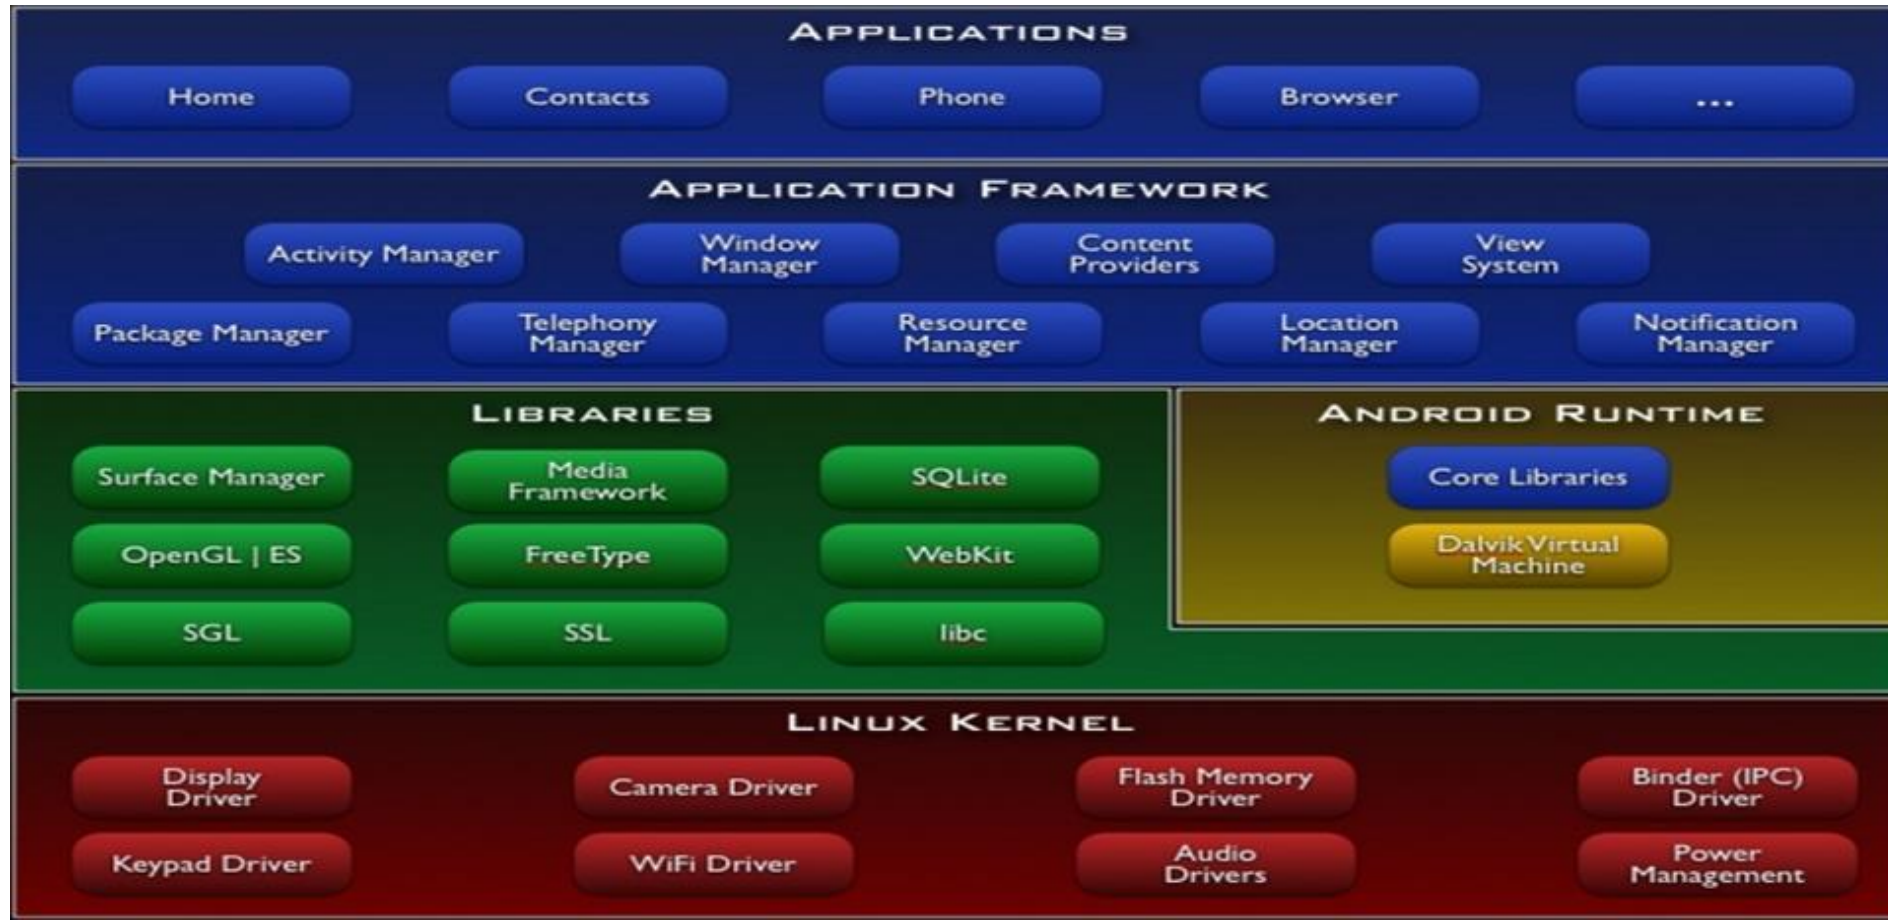 APPLICATIONS
Home
Contacts
Phone
Browser
...
APPLICATION FRAMEWORK
Activity Manager
Window
Manager
Content
Providers
View
System
Package Manager
Telephony
Manager
Resource
Manager
Location
Manager
Notification
Manager
LIBRARIES
Surface Manager
Media
Framework
SQLite
OpenGL | ES
FreeType
WebKit
SGL
SSL
libc
ANDROID RUNTIME
Core Libraries
Dalvik Virtual
Machine
LINUX KERNEL
Display
Driver
Camera Driver
Flash Memory
Driver
Binder (IPC)
Driver
Keypad Driver
WiFi Driver
Audio
Drivers
Power
Management